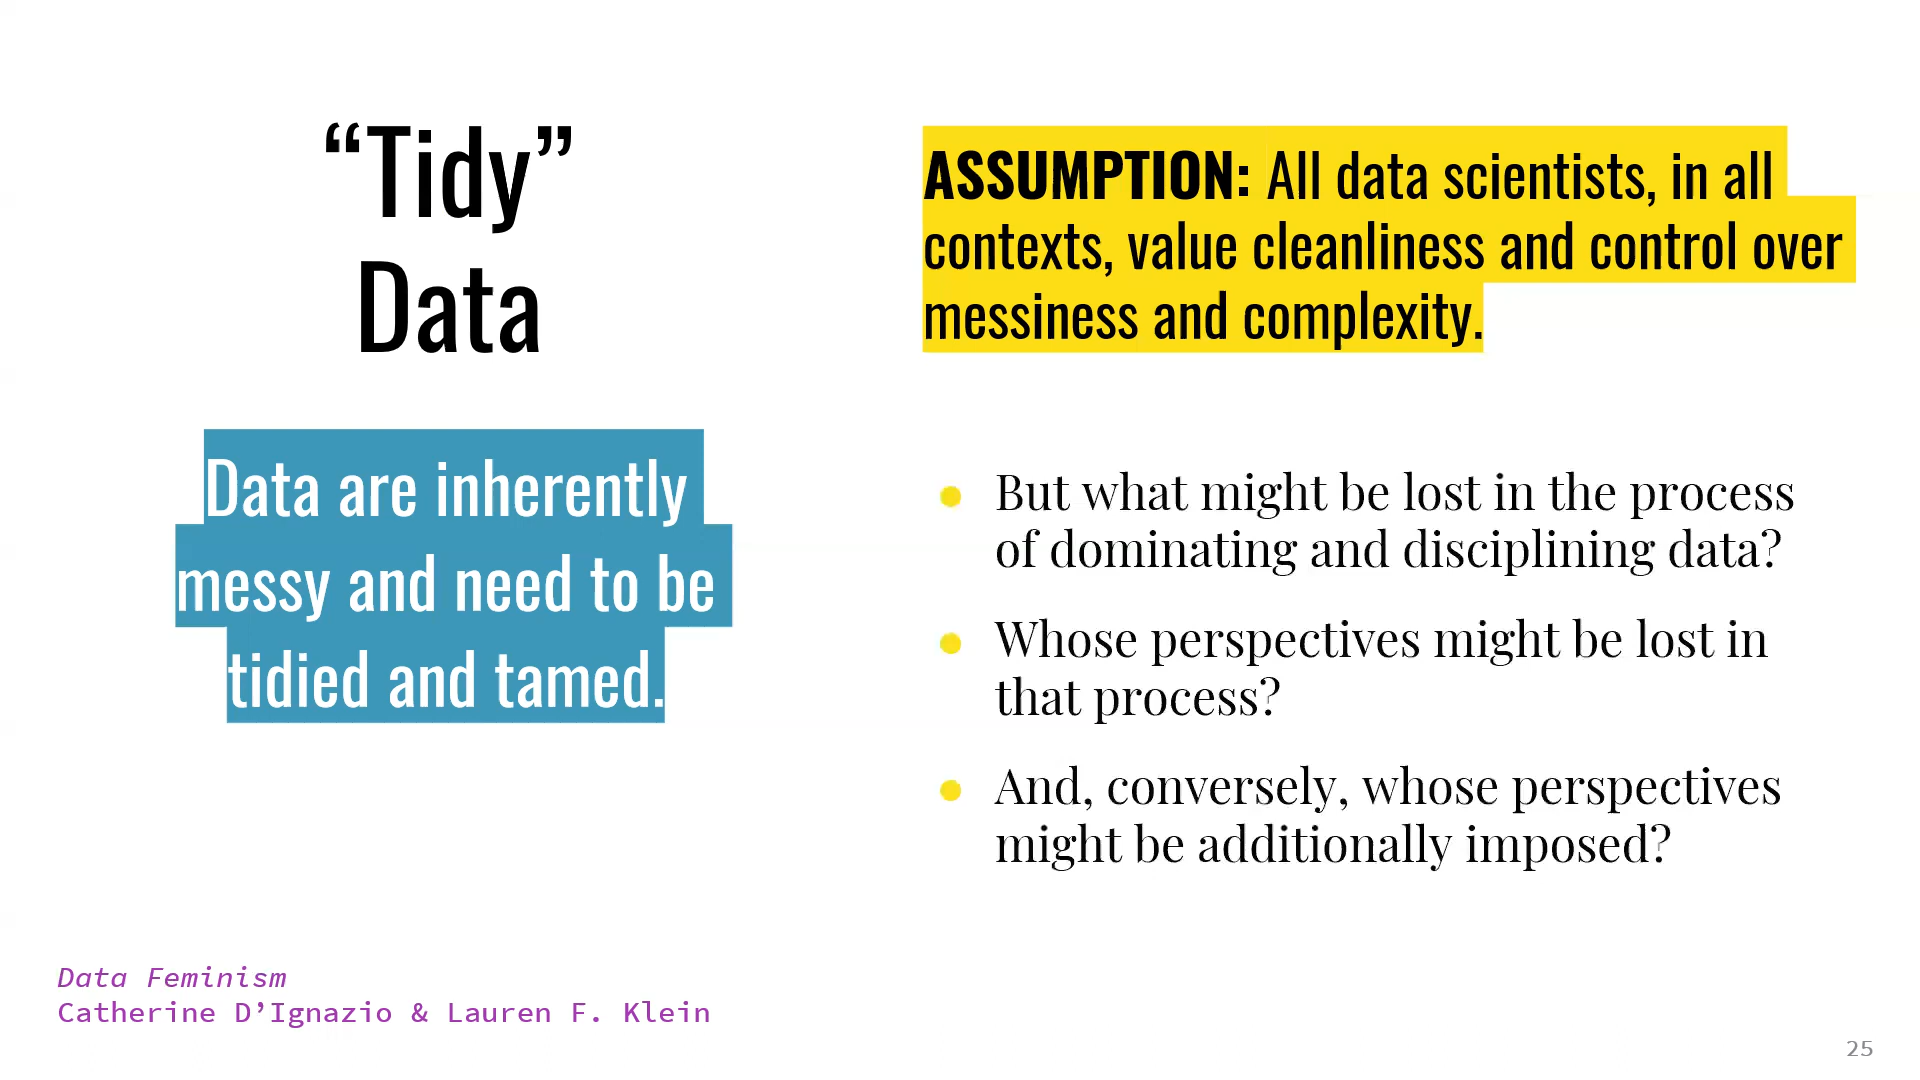 “Tidy”
Data
Data are inherently
messy and need to be
tidied and tamed.
ASSUMPTION: All data scientists, in all
contexts, value cleanliness and control over
messiness and complexity.
But what might be lost in the process
of dominating and disciplining data?
Whose perspectives might be lost in
that process?
And, conversely, whose perspectives
might be additionally imposed?
Data Feminism
Catherine D’Ignazio & Lauren F. Klein
25